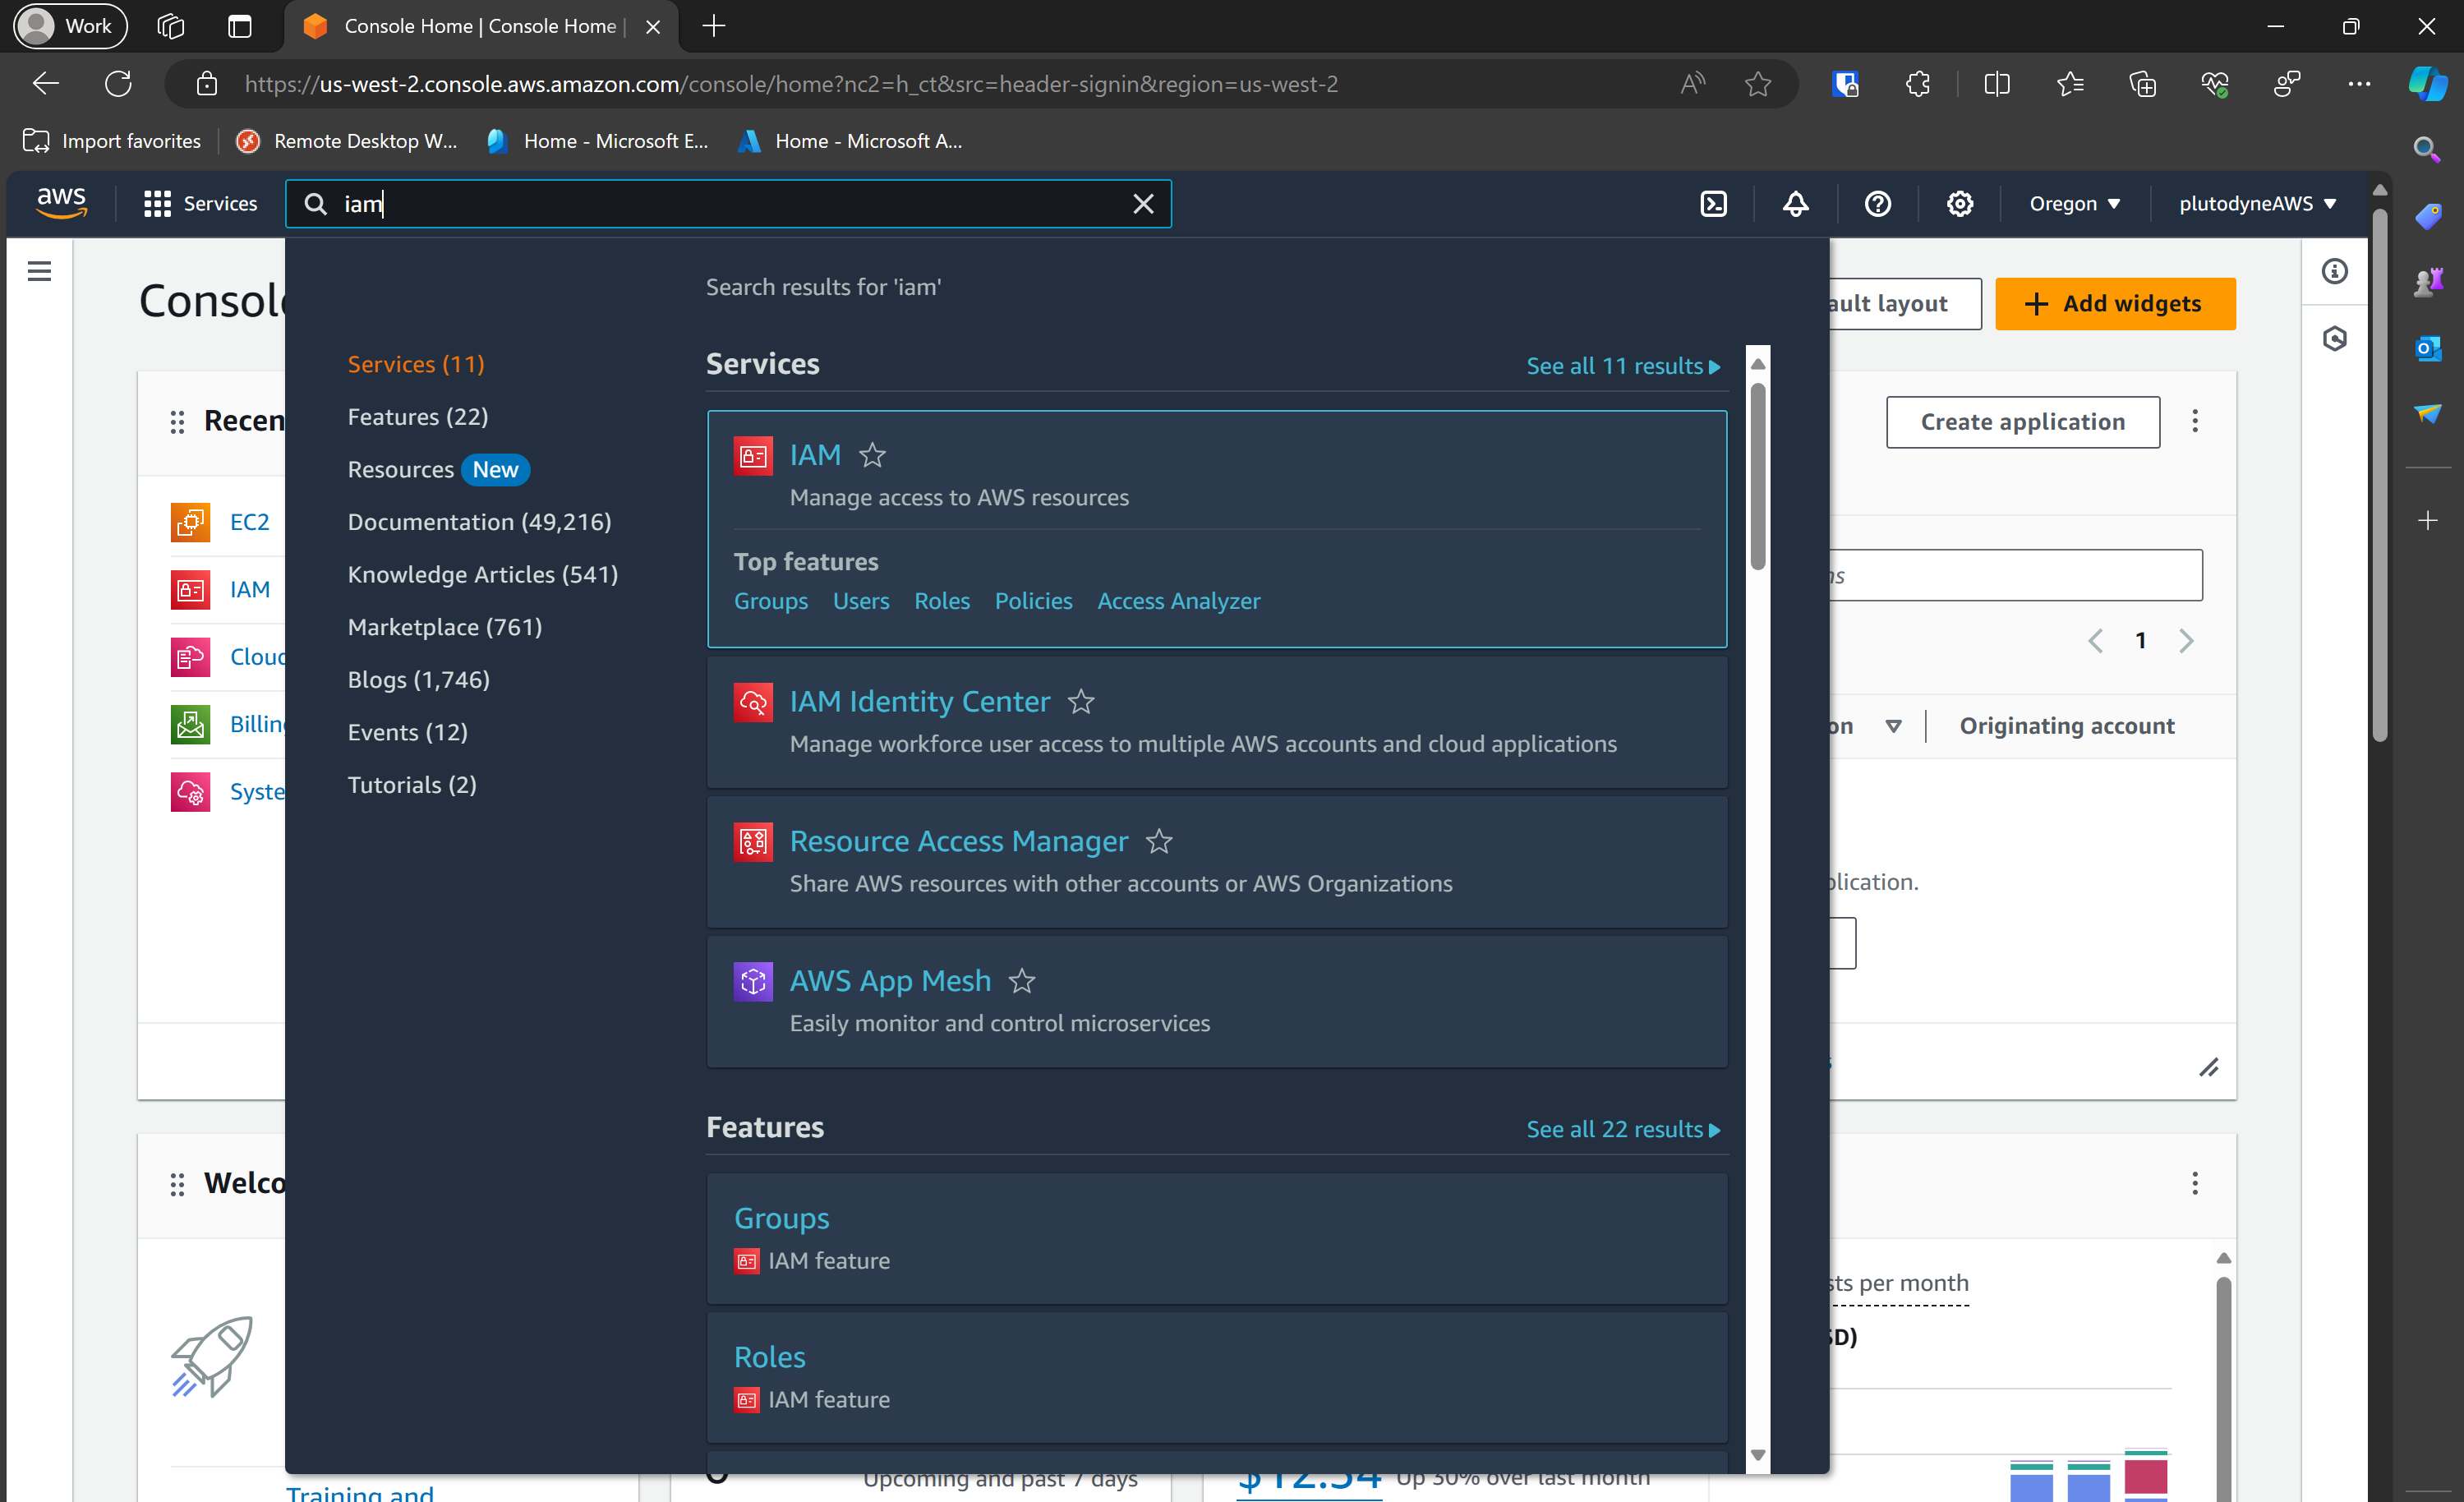 Work
Console Home | Console Home |
https://us-west-2.console.aws.amazon.com/console/home?nc2=h_ct&src=header-signin&region=us-west-2
Import favorites
Remote Desktop W...
Home - Microsoft E...
Home - Microsoft A...
aws
Services
iam
Oregon
plutodyneAWS
Search results for 'iam'
Services (11)
Features (22)
Resources New
Documentation (49,216)
Knowledge Articles (541)
Marketplace (761)
Blogs (1,746)
Events (12)
Tutorials (2)
Services
See all 11 results
IAM
Manage access to AWS resources
Top features
Groups Users Roles Policies Access Analyzer
IAM Identity Center
Manage workforce user access to multiple AWS accounts and cloud applications
Resource Access Manager
Share AWS resources with other accounts or AWS Organizations
AWS App Mesh
Easily monitor and control microservices
Features
See all 22 results
Groups
IAM feature
Roles
IAM feature
Consol
Recen
EC2
IAM
Cloud
Billin
Syste
Welco
Training and
ault layout
Add widgets
Create application
ns
1
on
Originating account
plication.
sts per month
SD)
Upcoming and past 7 days
$12.54
Up 30% over last month